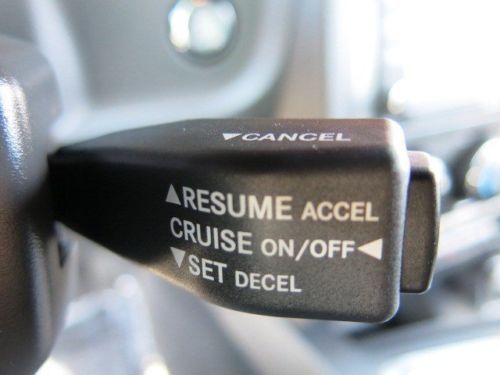 ▼CANCEL
▲RESUME ACCEL
CRUISE ON/OFF◀
▼SET DECEL